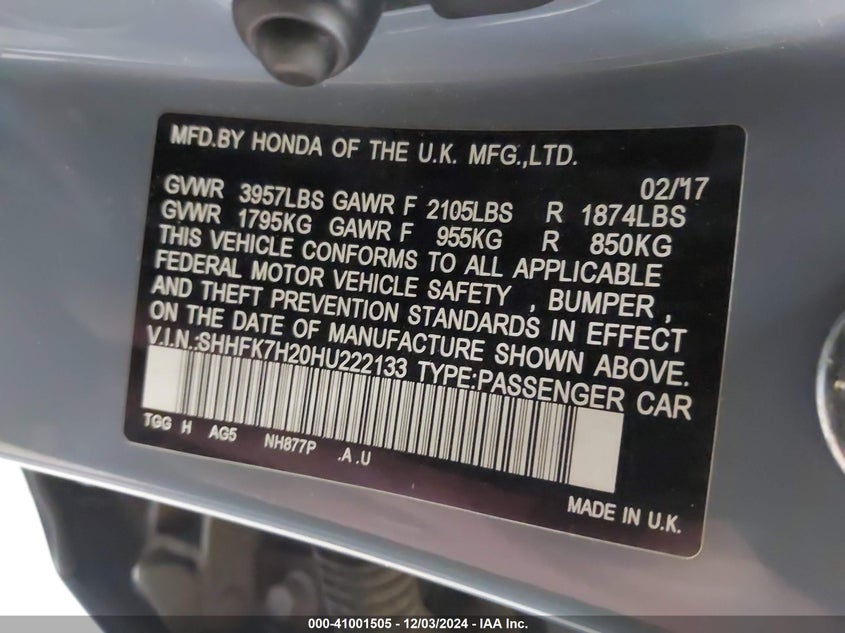 MFD.BY HONDA OF THE U.K. MFG.,LTD.
02/'17
GVWR 3957LBS GAWR F 2105LBS R 1874LBS
GVWR 1795KG GAWR F 955KG R 850KG
THIS VEHICLE CONFORMS TO ALL APPLICABLE
FEDERAL MOTOR VEHICLE SAFETY , BUMPER ,
AND THEFT PREVENTION STANDARDS IN EFFECT
ON THE DATE OF MANUFACTURE SHOWN ABOVE.
V.I.N.:SHHFK7H20HU222133 TYPE:PASSENGER CAR
TGG H AG5 NH877P .A .U
MADE IN U.K.
000-41001505 - 12/03/2024 - IAA Inc.